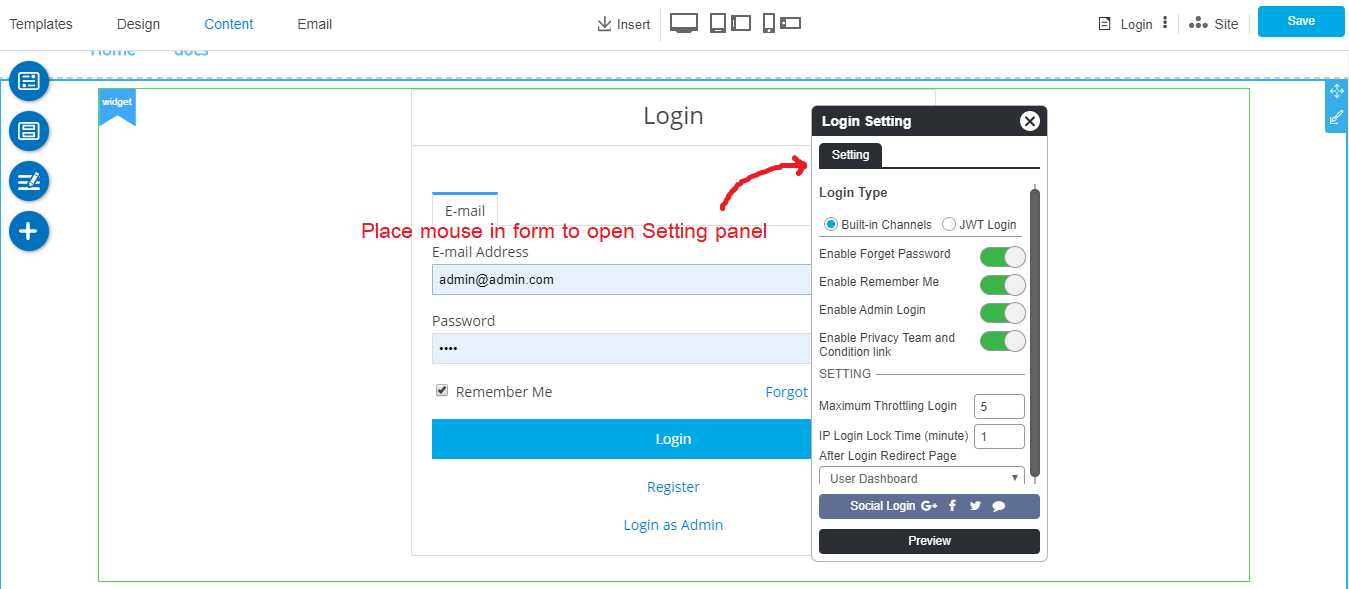 Templates Design Content Email Insert Login Site Save
Home docs
widget
Login
Login Setting
Setting
E-mail
Place mouse in form to open Setting panel
E-mail Address
admin@admin.com
Password
••••
Remember Me Forgot
Login
Register
Login as Admin
Login Type
Built-in Channels JWT Login
Enable Forget Password
Enable Remember Me
Enable Admin Login
Enable Privacy Team and
Condition link
SETTING
Maximum Throttling Login 5
IP Login Lock Time (minute) 1
After Login Redirect Page
User Dashboard
Social Login G+ f
Preview